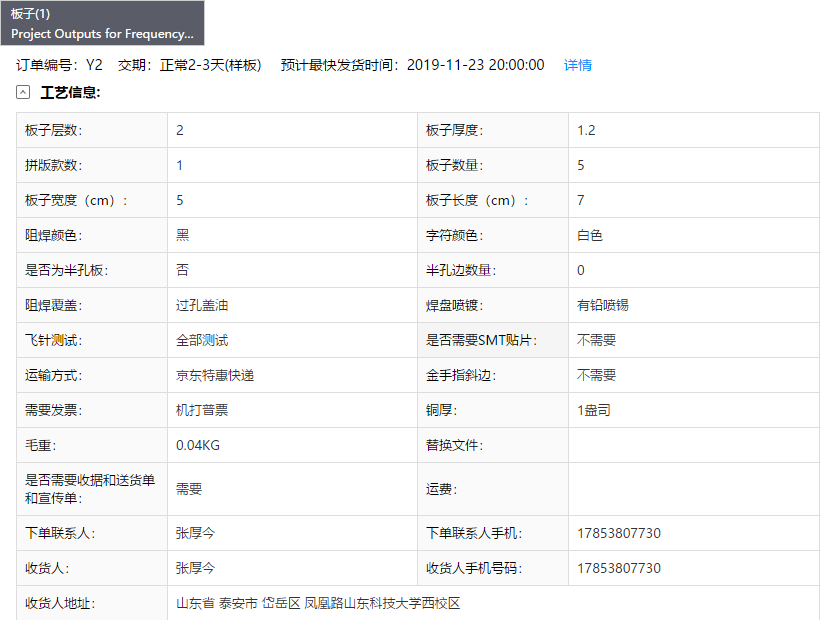 板子(1)
Project Outputs for Frequency...
订单编号：Y2 交期：正常2-3天(样板) 预计最快发货时间：2019-11-23 20:00:00 详情
工艺信息:
板子层数: 2 板子厚度: 1.2
拼版款数: 1 板子数量: 5
板子宽度（cm）: 5 板子长度（cm）: 7
阻焊颜色: 黑 字符颜色: 白色
是否为半孔板: 否 半孔边数量: 0
阻焊覆盖: 过孔盖油 焊盘喷镀: 有铅喷锡
飞针测试: 全部测试 是否需要SMT贴片: 不需要
运输方式: 京东特惠快递 金手指斜边: 不需要
需要发票: 机打普票 铜厚: 1盎司
毛重: 0.04KG 替换文件:
是否需要收据和送货单
和宣传单: 需要 运费:
下单联系人: 张厚今 下单联系人手机: 17853807730
收货人: 张厚今 收货人手机号码: 17853807730
收货人地址: 山东省 泰安市 岱岳区 凤凰路山东科技大学西校区